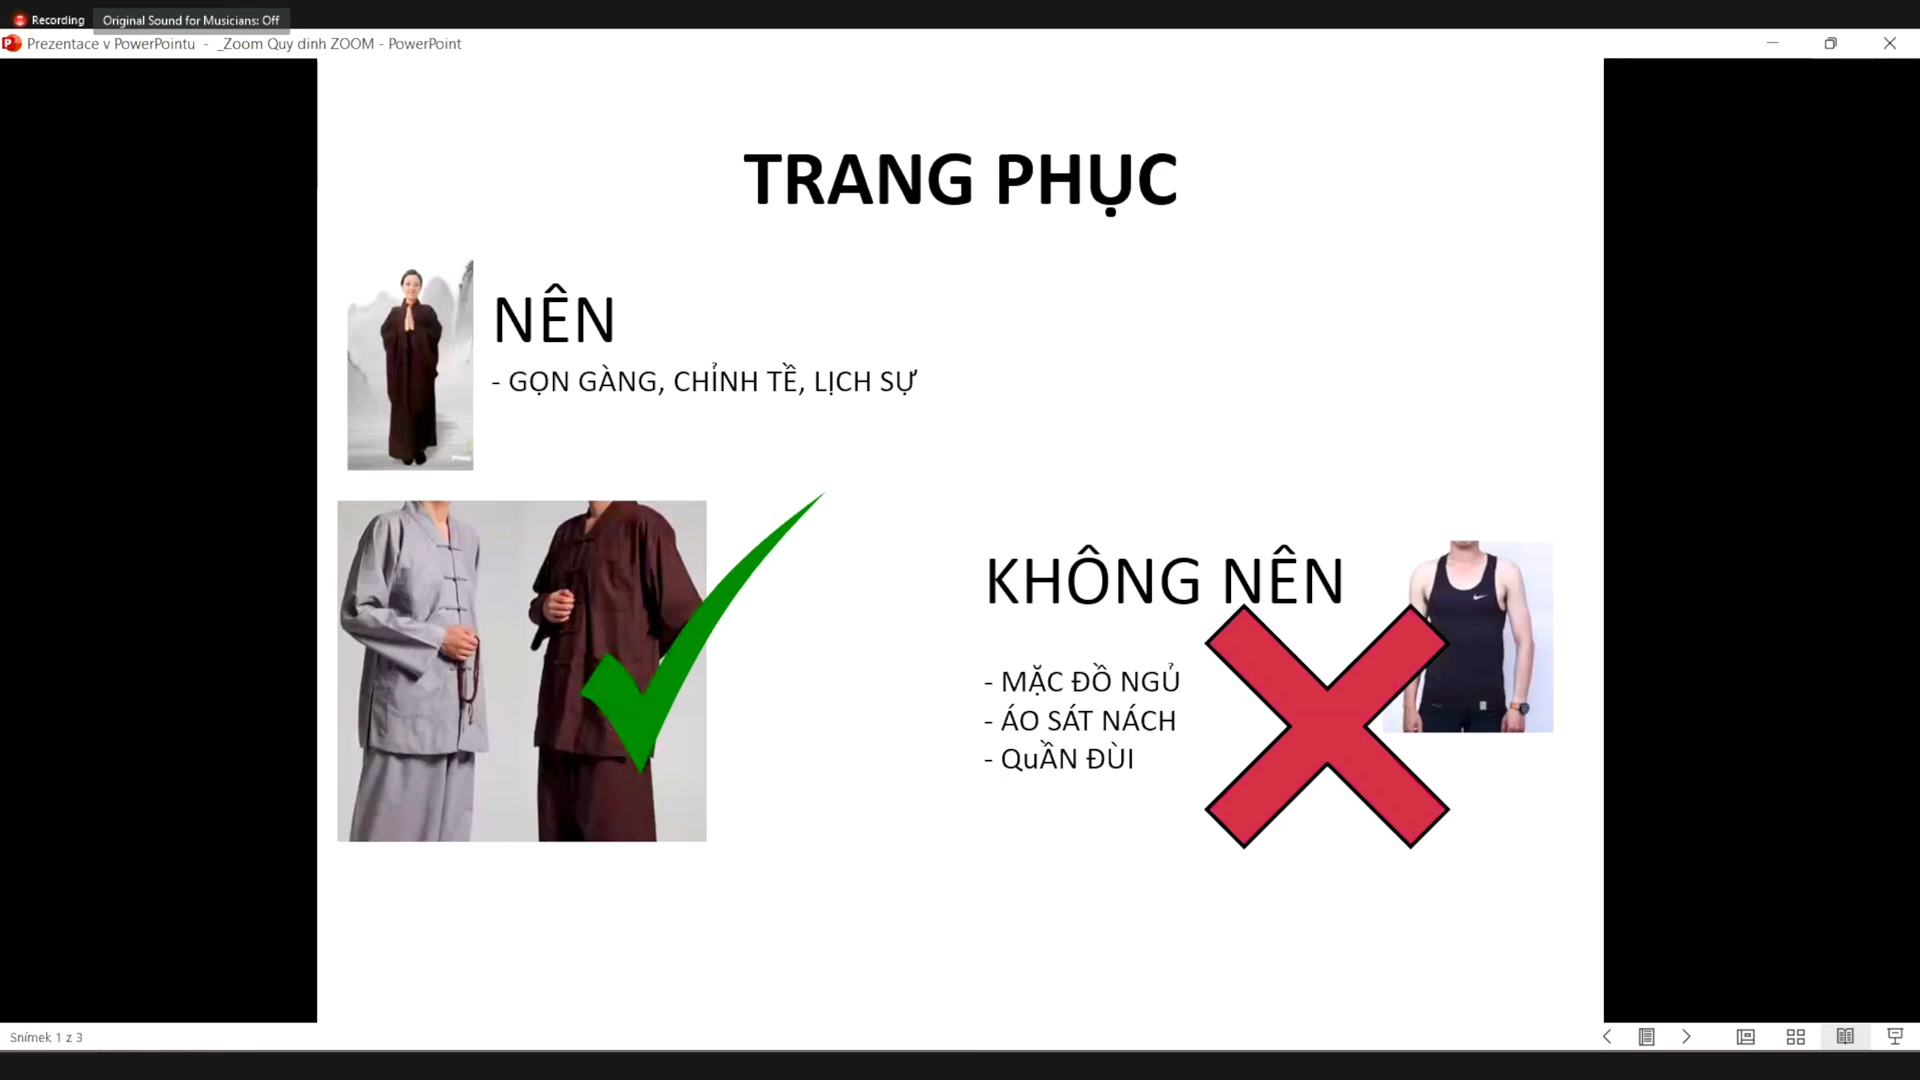 Recording
Original Sound for Musicians: Off
Prezentace v PowerPointu - _Zoom Quy dinh ZOOM - PowerPoint
TRANG PHỤC
NÊN
- GỌN GÀNG, CHỈNH TỀ, LỊCH SỰ
KHÔNG NÊN
- MẶC ĐỒ NGỦ
- ÁO SÁT NÁCH
- QuẦN ĐÙI
Snímek 1 z 3